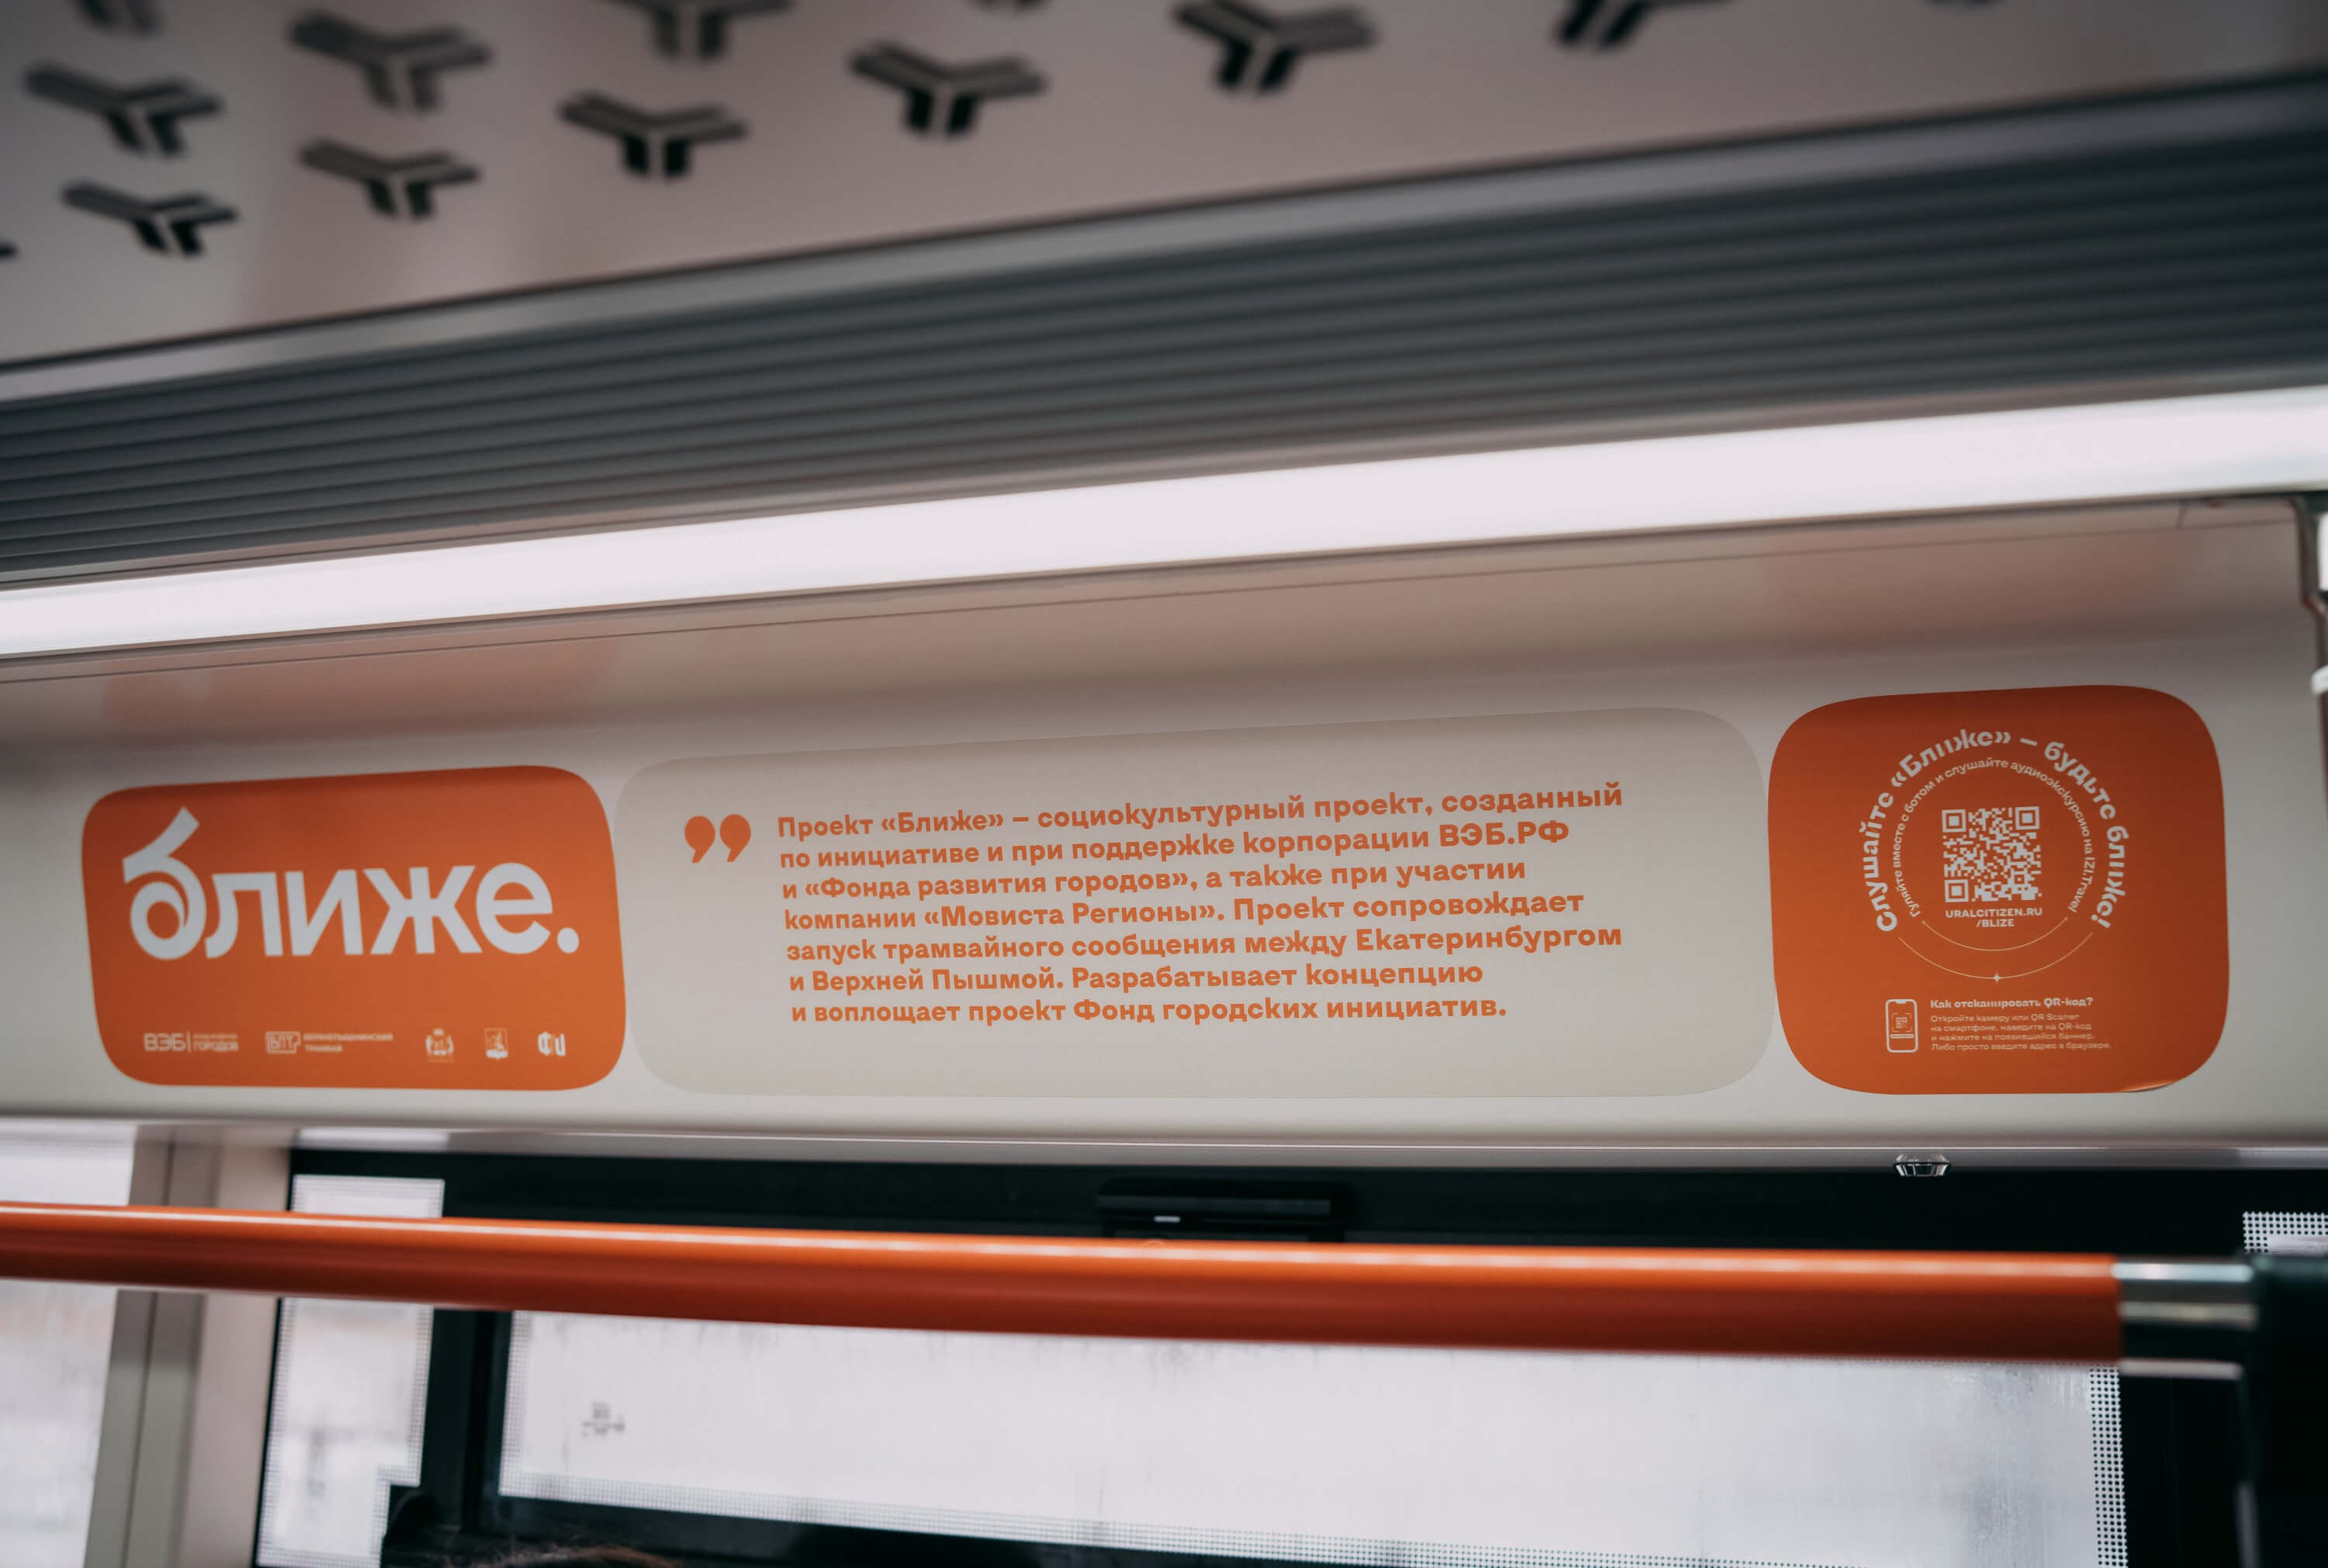 ближе.
ВЭБ ГОРОДОВ
БПТ ВЕРХНЕПЫШМИНСКИЙ
ТРАМВАЙ
Проект «Ближе» – социокультурный проект, созданный
по инициативе и при поддержке корпорации ВЭБ.РФ
и «Фонда развития городов», а также при участии
компании «Мовиста Регионы». Проект сопровождает
запуск трамвайного сообщения между Екатеринбургом
и Верхней Пышмой. Разрабатывает концепцию
и воплощает проект Фонд городских инициатив.
Слушайте «Ближе» – будьте ближе!
Гуляйте вместе с ботом и слушайте аудиоэкскурсию на IZI.Travel
URALCITIZEN.RU
/BLIZE
Как отсканировать QR-код?
Откройте камеру или QR Scaner
на смартфоне, наведите на QR-код
и нажмите на появившийся баннер.
Либо просто введите адрес в браузере.